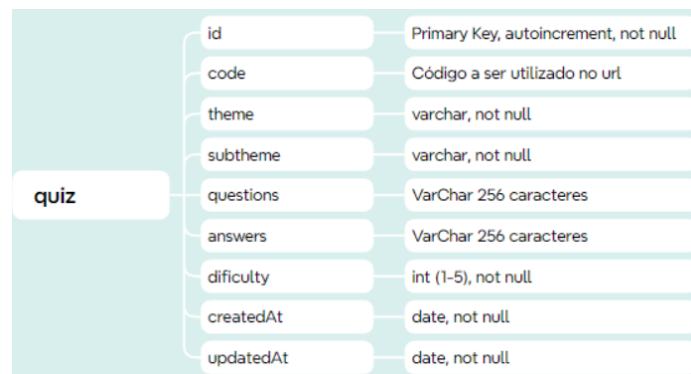 quiz
id
Primary Key, autoincrement, not null
code
Código a ser utilizado no url
theme
varchar, not null
subtheme
varchar, not null
questions
VarChar 256 caracteres
answers
VarChar 256 caracteres
dificulty
int (1-5), not null
createdAt
date, not null
updatedAt
date, not null